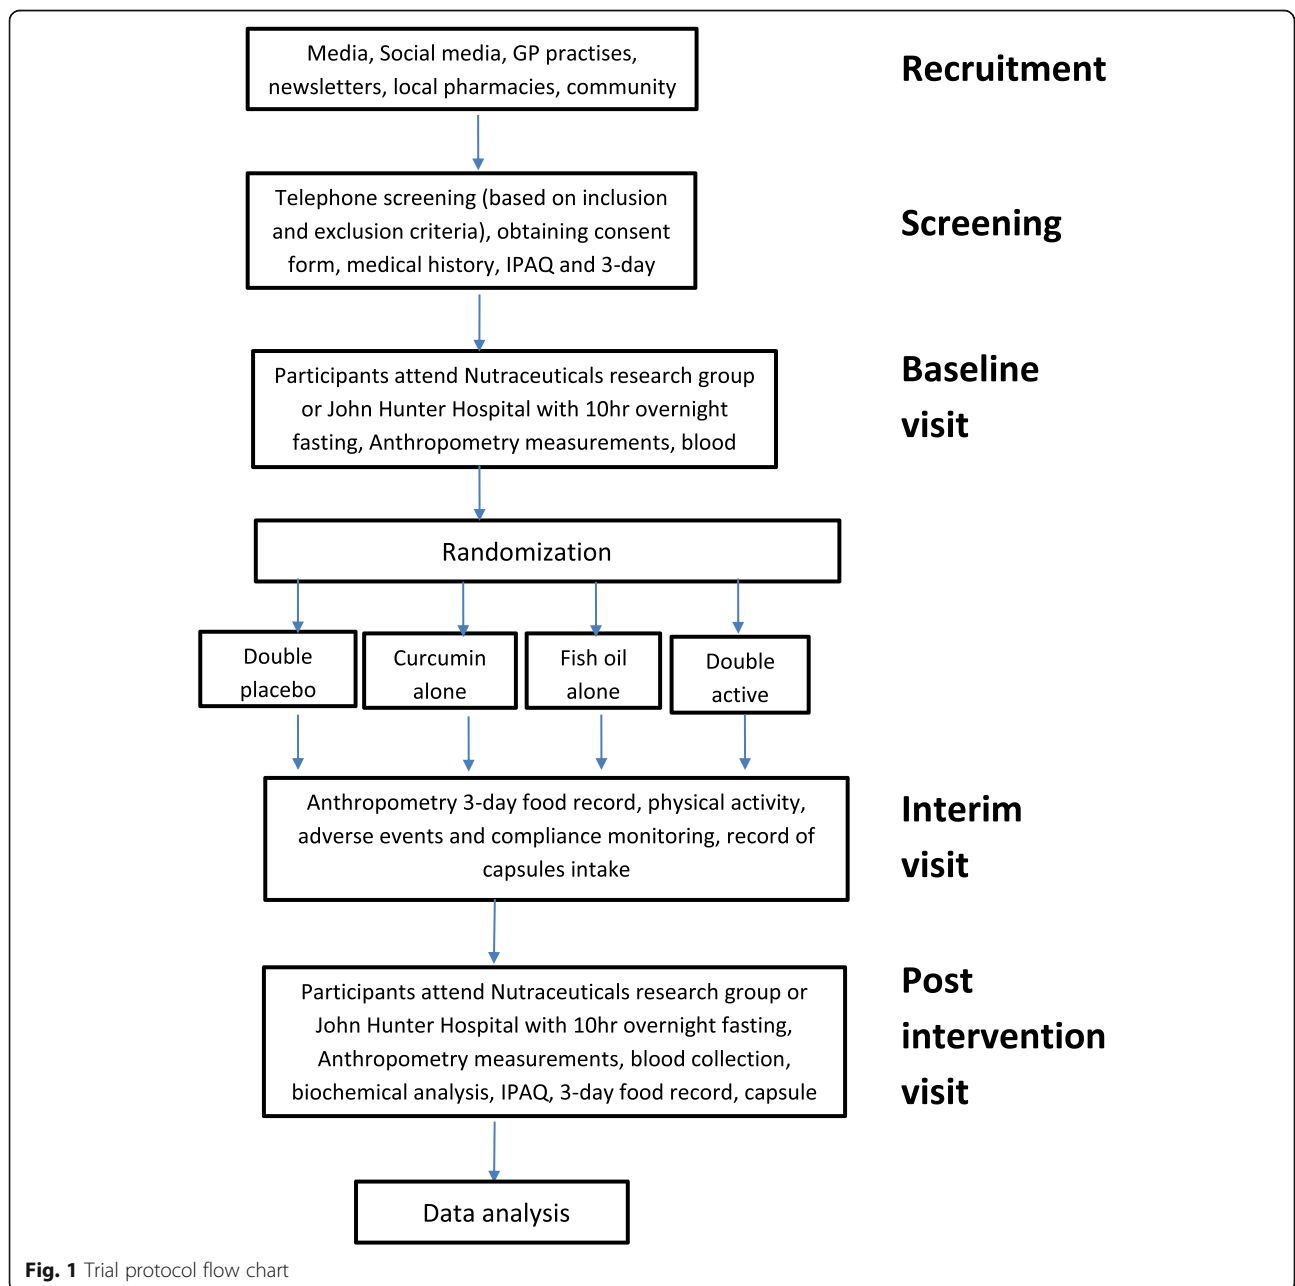 Media, Social media, GP practises,
newsletters, local pharmacies, community
Recruitment
Telephone screening (based on inclusion
and exclusion criteria), obtaining consent
form, medical history, IPAQ and 3-day
Screening
Participants attend Nutraceuticals research group
or John Hunter Hospital with 10hr overnight
fasting, Anthropometry measurements, blood
Baseline
visit
Randomization
Double
placebo
Curcumin
alone
Fish oil
alone
Double
active
Anthropometry 3-day food record, physical activity,
adverse events and compliance monitoring, record of
capsules intake
Interim
visit
Participants attend Nutraceuticals research group or
John Hunter Hospital with 10hr overnight fasting,
Anthropometry measurements, blood collection,
biochemical analysis, IPAQ, 3-day food record, capsule
Post
intervention
visit
Data analysis
Fig. 1 Trial protocol flow chart